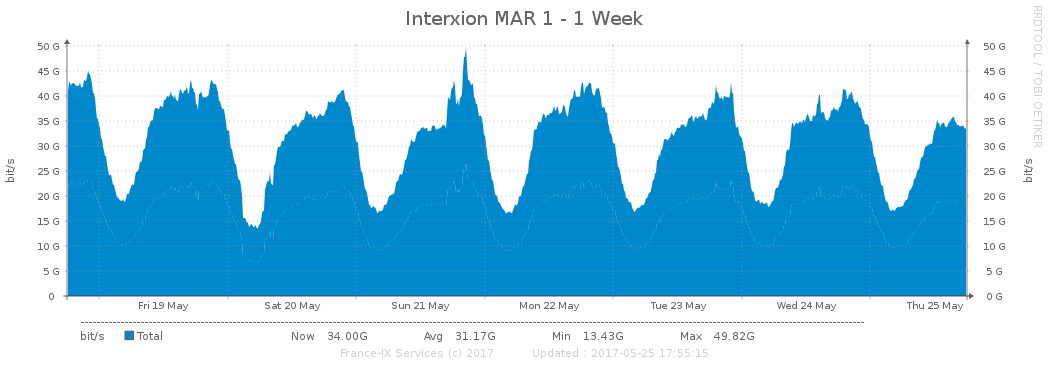 Interxion MAR 1 - 1 Week
RRDTOOL / TOBI OETIKER
50 G 50 G
45 G 45 G
40 G 40 G
35 G 35 G
30 G 30 G
25 G 25 G
20 G 20 G
15 G 15 G
10 G 10 G
5 G 5 G
0 0 G
bit/s
bit/s
Fri 19 May Sat 20 May Sun 21 May Mon 22 May Tue 23 May Wed 24 May Thu 25 May
bit/s Total Now 34.00G Avg 31.17G Min 13.43G Max 49.82G
France-IX Services (c) 2017 Updated : 2017-05-25 17:55:15